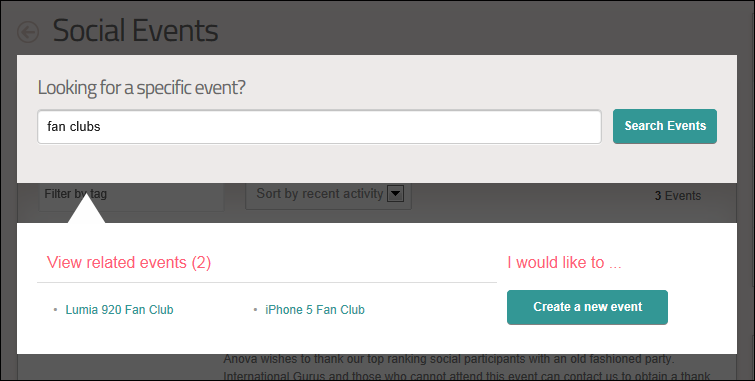 Social Events
Looking for a specific event?
fan clubs
Search Events
Filter by tag
Sort by recent activity
3 Events
View related events (2)
I would like to ...
Lumia 920 Fan Club
iPhone 5 Fan Club
Create a new event
Anova wishes to thank our top ranking social participants with an old fashioned party.
International Gurus and those who cannot attend this event can contact us to obtain a thank